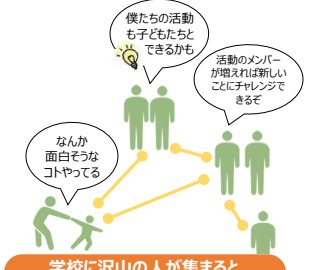 僕たちの活動
も子どもたちと
できるかも
活動のメンバー
が増えれば新しい
ことにチャレンジで
きるぞ
なんか
面白そうな
コトやってる
学校に沢山の人が集まると